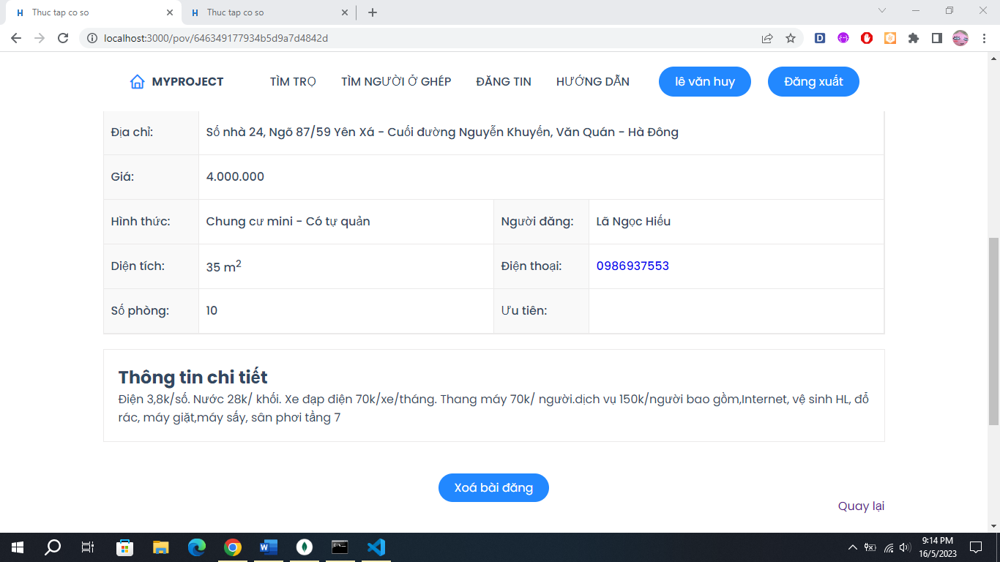 Thuc tap co so
Thuc tap co so
localhost:3000/pov/646349177934b5d9a7d4842d
MYPROJECT TÌM TRỌ TÌM NGƯỜI Ở GHÉP ĐĂNG TIN HƯỚNG DẪN lê văn huy Đăng xuất
Địa chỉ: Số nhà 24, Ngõ 87/59 Yên Xá - Cuối đường Nguyễn Khuyến, Văn Quán - Hà Đông
Giá: 4.000.000
Hình thức: Chung cư mini - Có tự quản Người đăng: Lã Ngọc Hiếu
Diện tích: 35 m² Điện thoại: 0986937553
Số phòng: 10 Ưu tiên:
Thông tin chi tiết
Điện 3,8k/số. Nước 28k/ khối. Xe đạp điện 70k/xe/tháng. Thang máy 70k/ người.dịch vụ 150k/người bao gồm,Internet, vệ sinh HL, đỗ
rác, máy giặt,máy sấy, sân phơi tầng 7
Xoá bài đăng
Quay lại
9:14 PM
16/5/2023